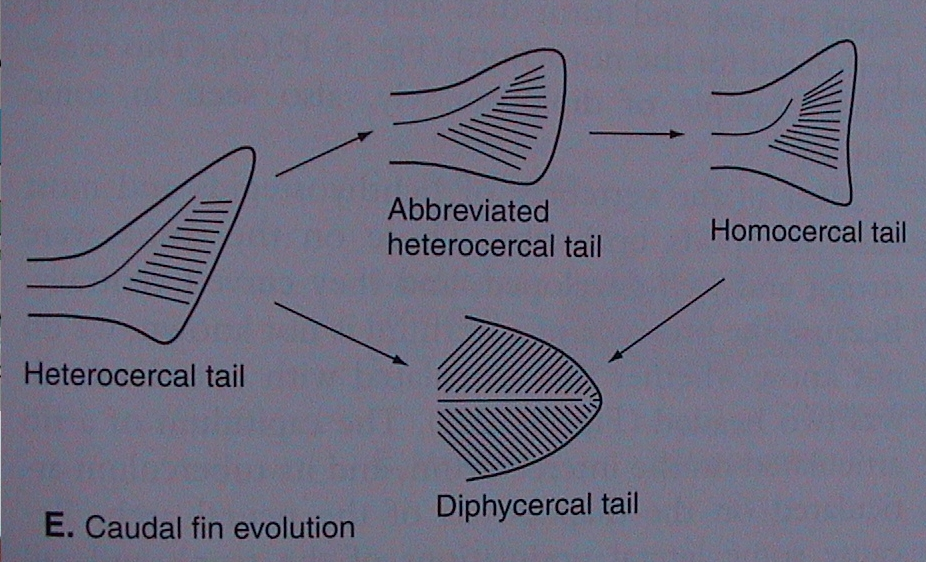 Abbreviated
heterocercal tail
Homocercal tail
Heterocercal tail
Diphycercal tail
E. Caudal fin evolution